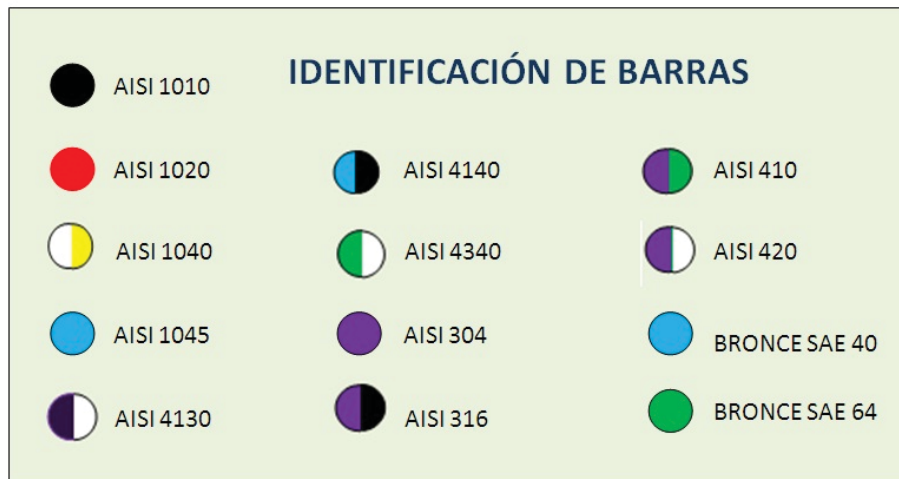 IDENTIFICACIÓN DE BARRAS
AISI 1010
AISI 1020
AISI 1040
AISI 1045
AISI 4130
AISI 4140
AISI 4340
AISI 304
AISI 316
AISI 410
AISI 420
BRONCE SAE 40
BRONCE SAE 64